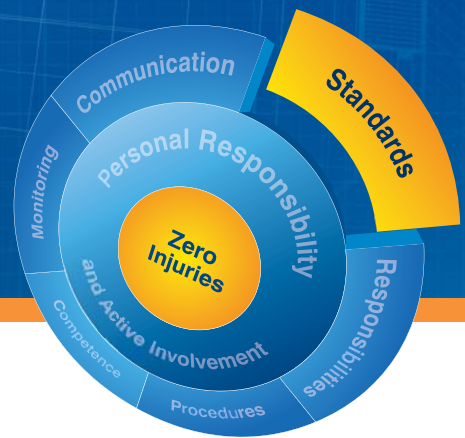 Communication
Standards
Monitoring
Personal Responsibility
Zero
Injuries
and Active Involvement
Responsibilities
Competence
Procedures